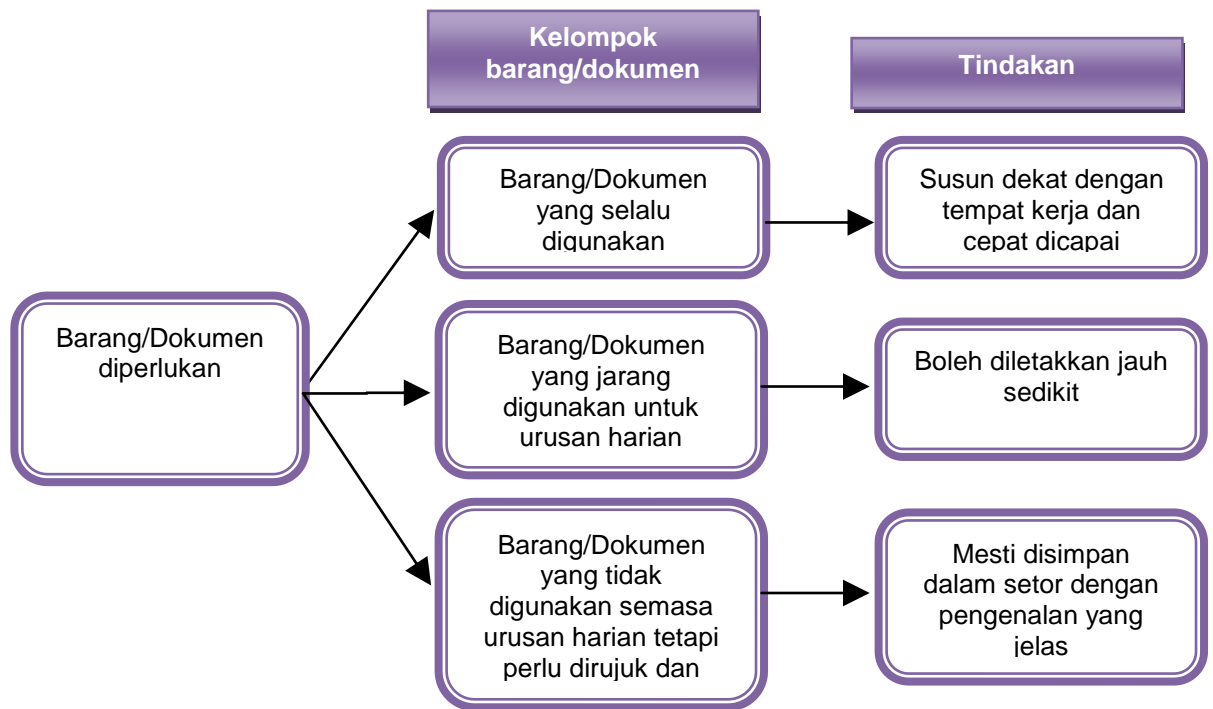 Kelompok
barang/dokumen
Tindakan
Barang/Dokumen
diperlukan
Barang/Dokumen
yang selalu
digunakan
Susun dekat dengan
tempat kerja dan
cepat dicapai
Barang/Dokumen
yang jarang
digunakan untuk
urusan harian
Boleh diletakkan jauh
sedikit
Barang/Dokumen
yang tidak
digunakan semasa
urusan harian tetapi
perlu dirujuk dan
Mesti disimpan
dalam setor dengan
pengenalan yang
jelas